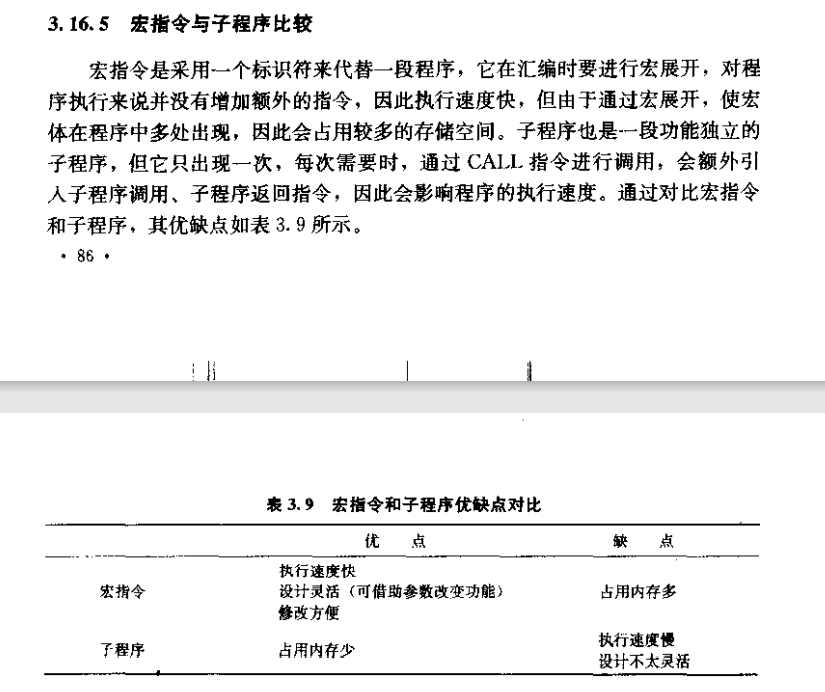 3.16.5 宏指令与子程序比较
宏指令是采用一个标识符来代替一段程序，它在汇编时要进行宏展开，对程
序执行来说并没有增加额外的指令，因此执行速度快，但由于通过宏展开，使宏
体在程序中多处出现，因此会占用较多的存储空间。子程序也是一段功能独立的
子程序，但它只出现一次，每次需要时，通过 CALL 指令进行调用，会额外引
入子程序调用、子程序返回指令，因此会影响程序的执行速度。通过对比宏指令
和子程序，其优缺点如表 3.9 所示。
· 86 ·
表 3.9 宏指令和子程序优缺点对比
优 点 缺 点
执行速度快
宏指令 设计灵活（可借助参数改变功能） 占用内存多
修改方便
子程序 占用内存少 执行速度慢
设计不太灵活